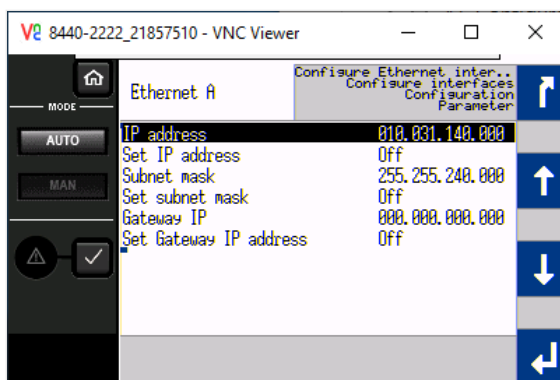 V2 8440-2222_21857510 - VNC Viewer
Ethernet A
Configure Ethernet inter..
Configure interfaces
Configuration
Parameter
MODE
AUTO
MAN
IP address 010.031.140.000
Set IP address Off
Subnet mask 255.255.240.000
Set subnet mask Off
Gateway IP 000.000.000.000
Set Gateway IP address Off